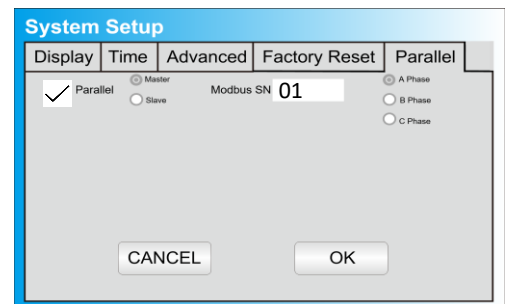 System Setup
Display Time Advanced Factory Reset Parallel
Parallel Master Modbus SN 01 A Phase
Slave B Phase
C Phase
CANCEL OK